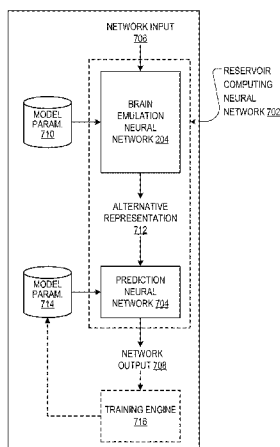 NETWORK INPUT
706
RESERVOIR
COMPUTING
NEURAL
NETWORK 702
BRAIN
EMULATION
NEURAL
NETWORK 204
MODEL
PARAM.
710
ALTERNATIVE
REPRESENTATION
712
MODEL
PARAM.
714
PREDICTION
NEURAL
NETWORK 704
NETWORK
OUTPUT 708
TRAINING ENGINE
716